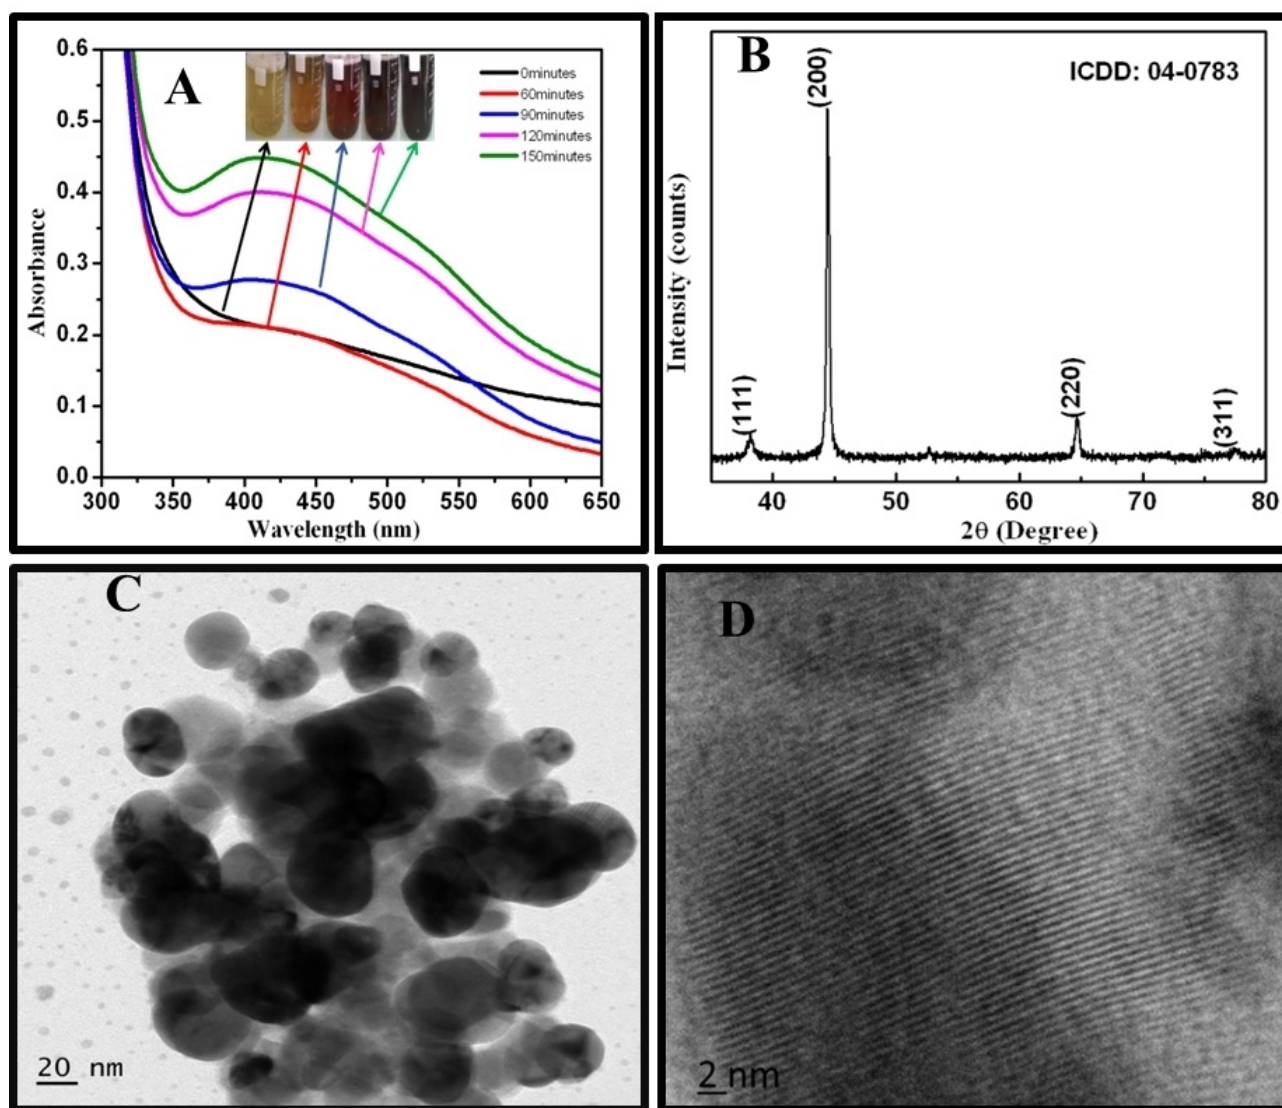 A
0.6
0.5
0.4
0.3
0.2
0.1
0.0
Absorbance
300 350 400 450 500 550 600 650
Wavelength (nm)
0minutes
60minutes
90minutes
120minutes
150minutes
B
ICDD: 04-0783
Intensity (counts)
(111)
(200)
(220)
(311)
40 50 60 70 80
2θ (Degree)
C
20 nm
D
2 nm